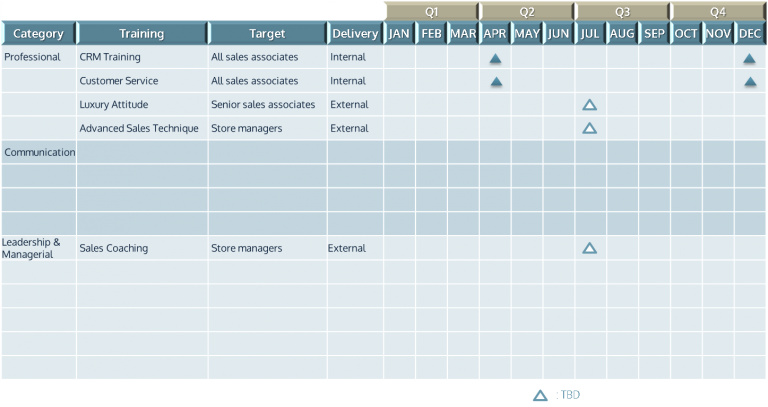 Q1 Q2 Q3 Q4
Category Training Target Delivery JAN FEB MAR APR MAY JUN JUL AUG SEP OCT NOV DEC
Professional CRM Training All sales associates Internal
Customer Service All sales associates Internal
Luxury Attitude Senior sales associates External
Advanced Sales Technique Store managers External
Communication
Leadership &
Managerial Sales Coaching Store managers External
: TBD